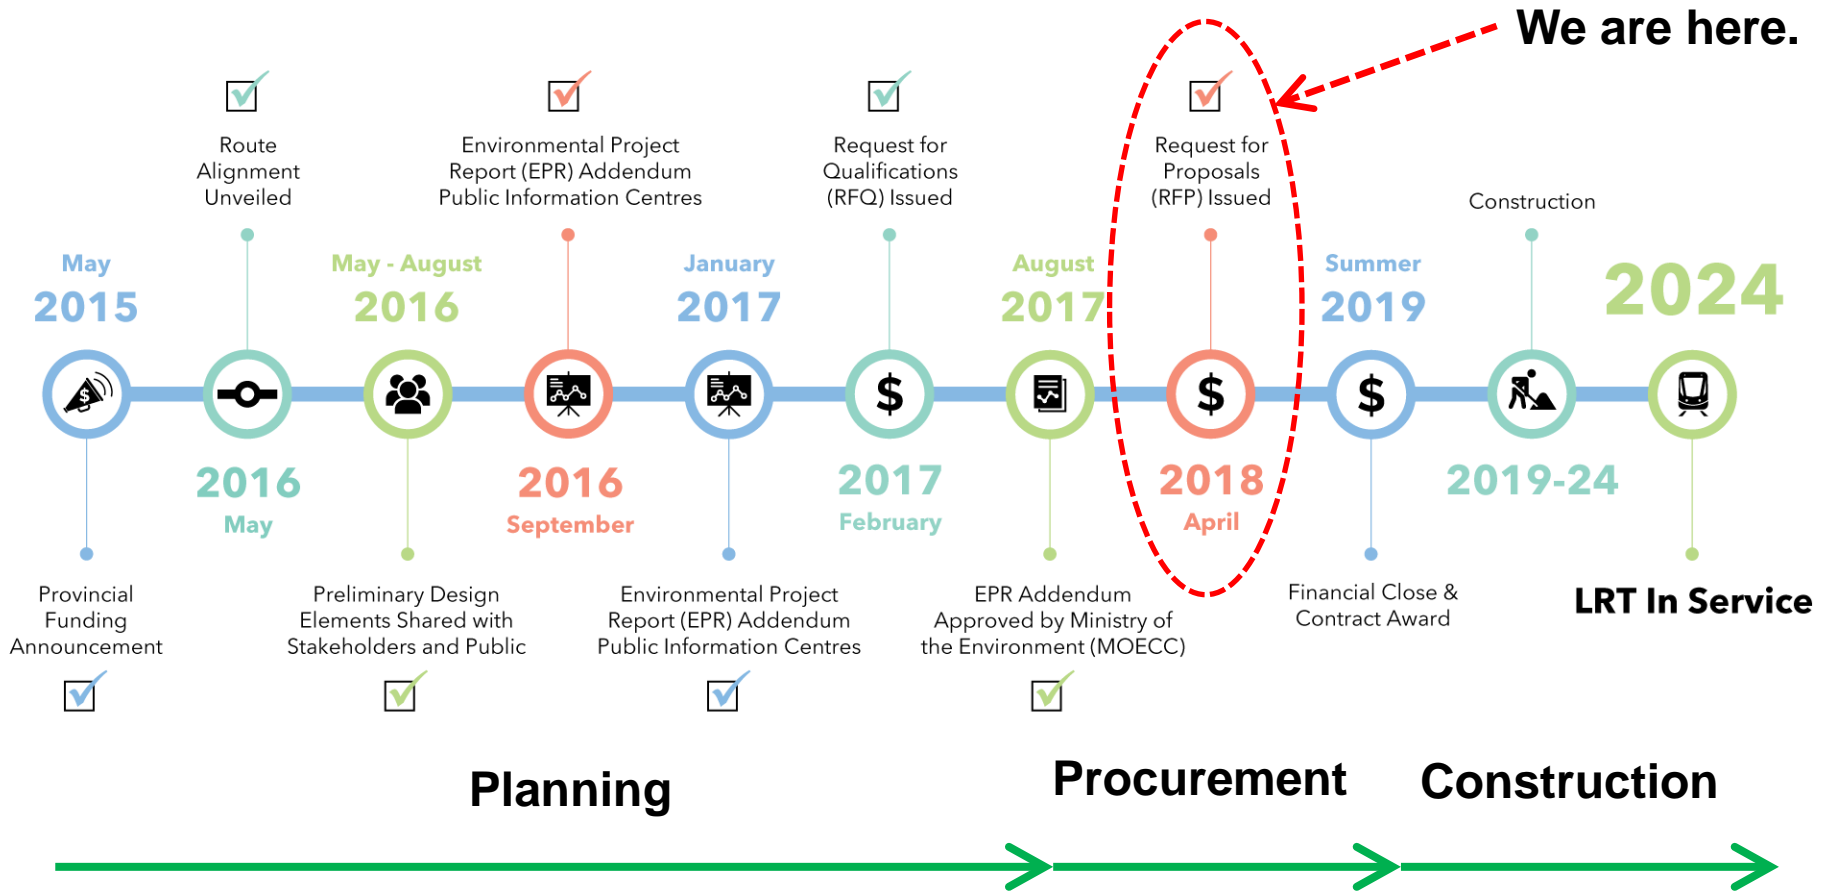 We are here.
Route
Alignment
Unveiled
Environmental Project
Report (EPR) Addendum
Public Information Centres
Request for
Qualifications
(RFQ) Issued
Request for
Proposals
(RFP) Issued
Construction
May
2015
May - August
2016
January
2017
August
2017
Summer
2019
2024
$
$
$
$
2016
May
2016
September
2017
February
2018
April
2019-24
Provincial
Funding
Announcement
Preliminary Design
Elements Shared with
Stakeholders and Public
Environmental Project
Report (EPR) Addendum
Public Information Centres
EPR Addendum
Approved by Ministry of
the Environment (MOECC)
Financial Close &
Contract Award
LRT In Service
Planning
Procurement
Construction